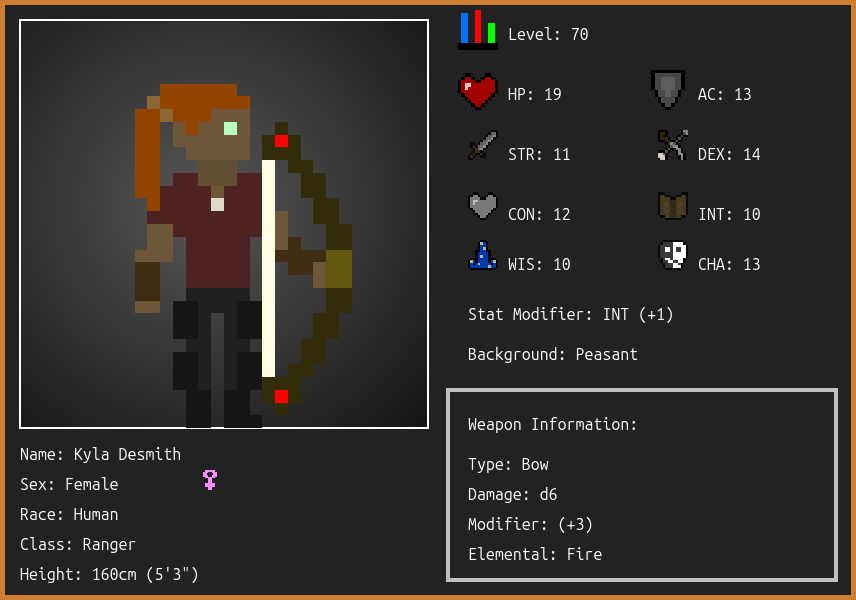 Level: 70
HP: 19
AC: 13
STR: 11
DEX: 14
CON: 12
INT: 10
WIS: 10
CHA: 13
Stat Modifier: INT (+1)
Background: Peasant
Name: Kyla Desmith
Sex: Female
Race: Human
Class: Ranger
Height: 160cm (5'3")
Weapon Information:
Type: Bow
Damage: d6
Modifier: (+3)
Elemental: Fire